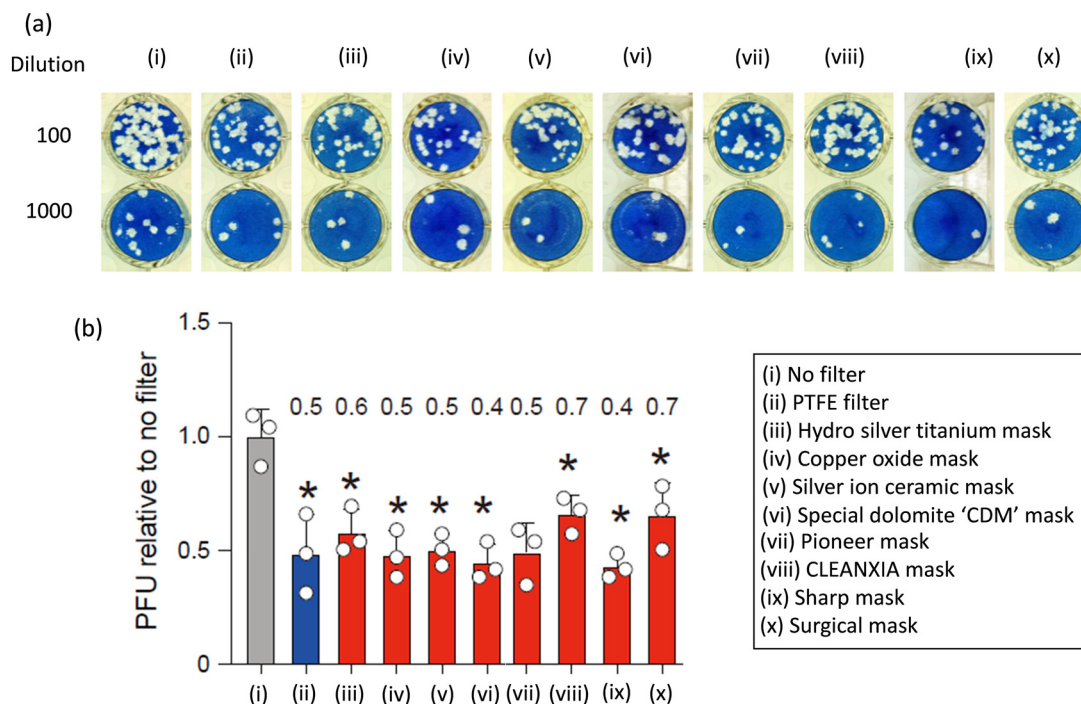 (a)
Dilution (i) (ii) (iii) (iv) (v) (vi) (vii) (viii) (ix) (x)
100
1000
(b)
PFU relative to no filter
1.5
1.0
0.5
0
0.5 0.6 0.5 0.5 0.4 0.5 0.7 0.4 0.7
* * * * * * * *
(i) (ii) (iii) (iv) (v) (vi) (vii) (viii) (ix) (x)
(i) No filter
(ii) PTFE filter
(iii) Hydro silver titanium mask
(iv) Copper oxide mask
(v) Silver ion ceramic mask
(vi) Special dolomite ‘CDM’ mask
(vii) Pioneer mask
(viii) CLEANXIA mask
(ix) Sharp mask
(x) Surgical mask